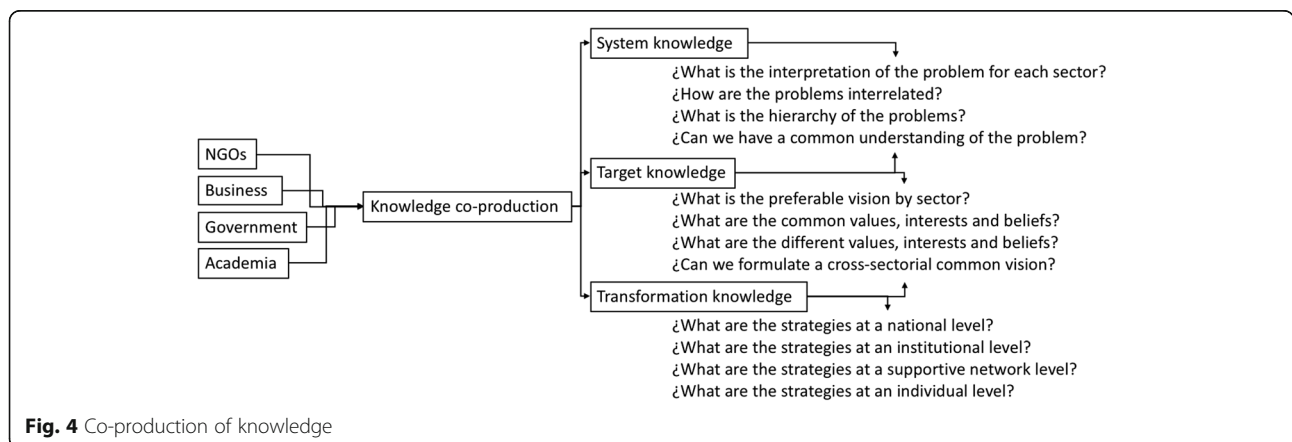 System knowledge
¿What is the interpretation of the problem for each sector?
¿How are the problems interrelated?
¿What is the hierarchy of the problems?
¿Can we have a common understanding of the problem?
NGOs
Business
Government
Academia
Knowledge co-production
Target knowledge
¿What is the preferable vision by sector?
¿What are the common values, interests and beliefs?
¿What are the different values, interests and beliefs?
¿Can we formulate a cross-sectorial common vision?
Transformation knowledge
¿What are the strategies at a national level?
¿What are the strategies at an institutional level?
¿What are the strategies at a supportive network level?
¿What are the strategies at an individual level?
Fig. 4 Co-production of knowledge